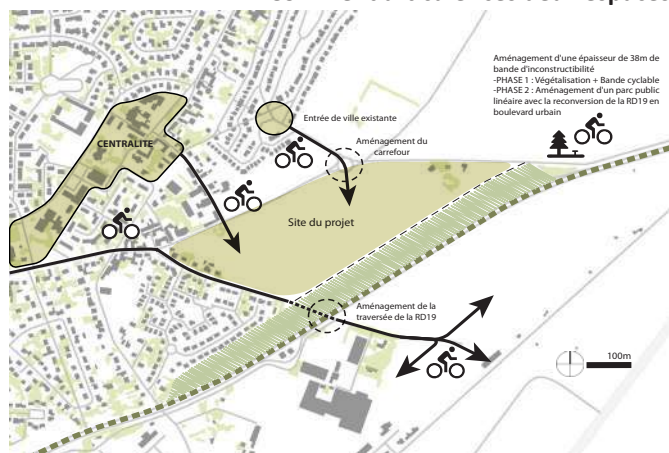 Aménagement d'une épaisseur de 38m de
bande d'inconstructibilité
-PHASE 1 : Végétalisation + Bande cyclable
-PHASE 2 : Aménagement d'un parc public
linéaire avec la reconversion de la RD19 en
boulevard urbain
Entrée de ville existante
CENTRALITE
Aménagement du
carrefour
Site du projet
Aménagement de la
traversée de la RD19
100m